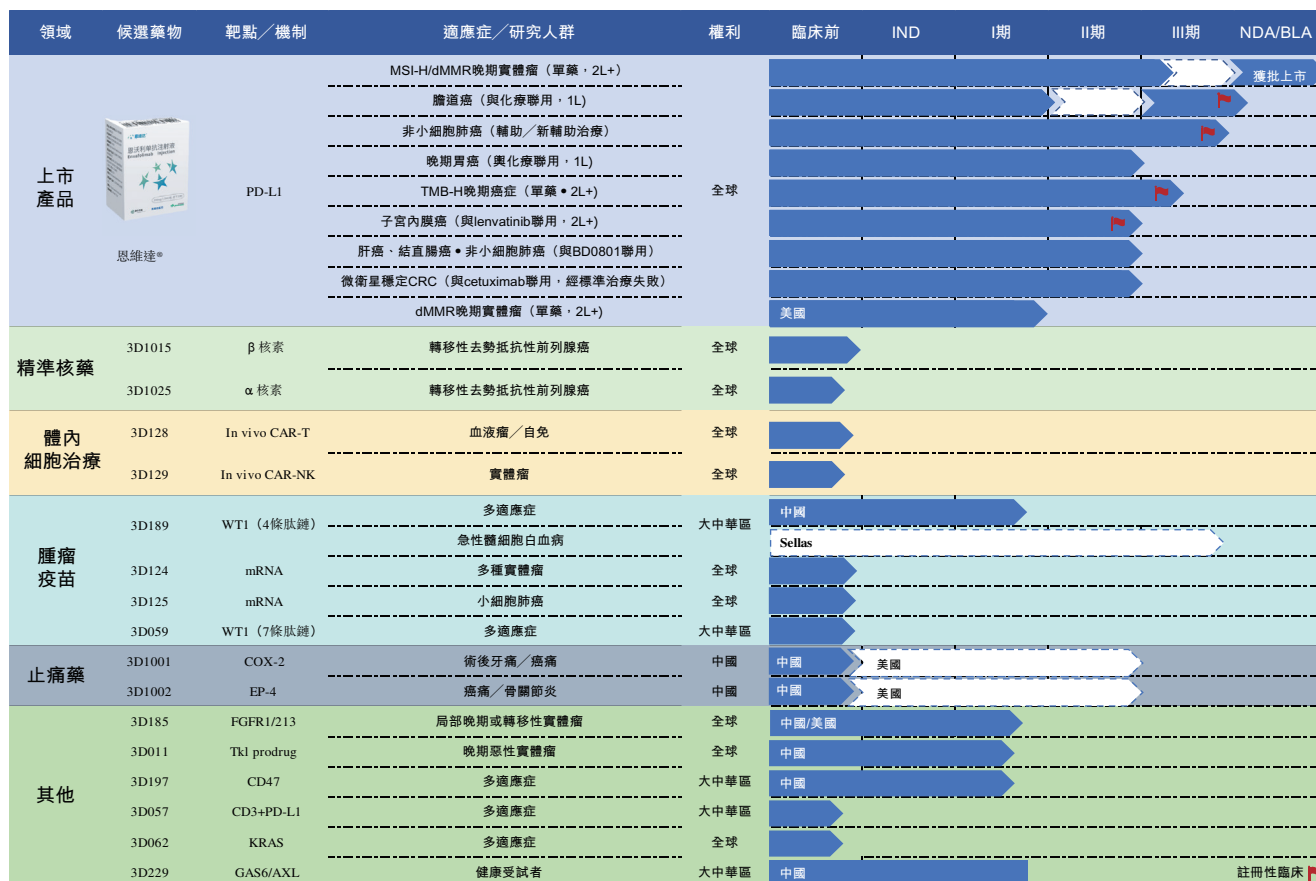 領域 候選藥物 靶點／機制 適應症／研究人群 權利 臨床前 IND I期 II期 III期 NDA/BLA
MSI-H/dMMR晚期實體瘤（單藥，2L+） 獲批上市
膽道癌（與化療聯用，1L)
非小細胞肺癌（輔助／新輔助治療）
晚期胃癌（輿化療聯用，1L)
上市
產品
PD-L1 TMB-H晚期癌症（單藥 • 2L+) 全球
子宮內膜癌（與lenvatinib聯用，2L+)
恩維達®
肝癌、結直腸癌 • 非小細胞肺癌（與BD0801聯用）
微衛星穩定CRC（與cetuximab聯用，經標準治療失敗）
dMMR晚期實體瘤（單藥，2L+) 美國
精準核藥
3D1015 β 核素 轉移性去勢抵抗性前列腺癌 全球
3D1025 α 核素 轉移性去勢抵抗性前列腺癌 全球
體內
細胞治療
3D128 In vivo CAR-T 血液瘤／自免 全球
3D129 In vivo CAR-NK 實體瘤 全球
腫瘤
疫苗
3D189 WT1（4條肽鏈） 多適應症 大中華區 中國
急性髓細胞白血病 Sellas
3D124 mRNA 多種實體瘤 全球
3D125 mRNA 小細胞肺癌 全球
3D059 WT1（7條肽鏈） 多適應症 大中華區
止痛藥
3D1001 COX-2 術後牙痛／癌痛 中國 中國 美國
3D1002 EP-4 癌痛／骨關節炎 中國 中國 美國
其他
3D185 FGFR1/213 局部晚期或轉移性實體瘤 全球 中國/美國
3D011 Tkl prodrug 晚期惡性實體瘤 全球 中國
3D197 CD47 多適應症 大中華區 中國
3D057 CD3+PD-L1 多適應症 大中華區
3D062 KRAS 多適應症 全球
3D229 GAS6/AXL 健康受試者 大中華區 中國 註冊性臨床